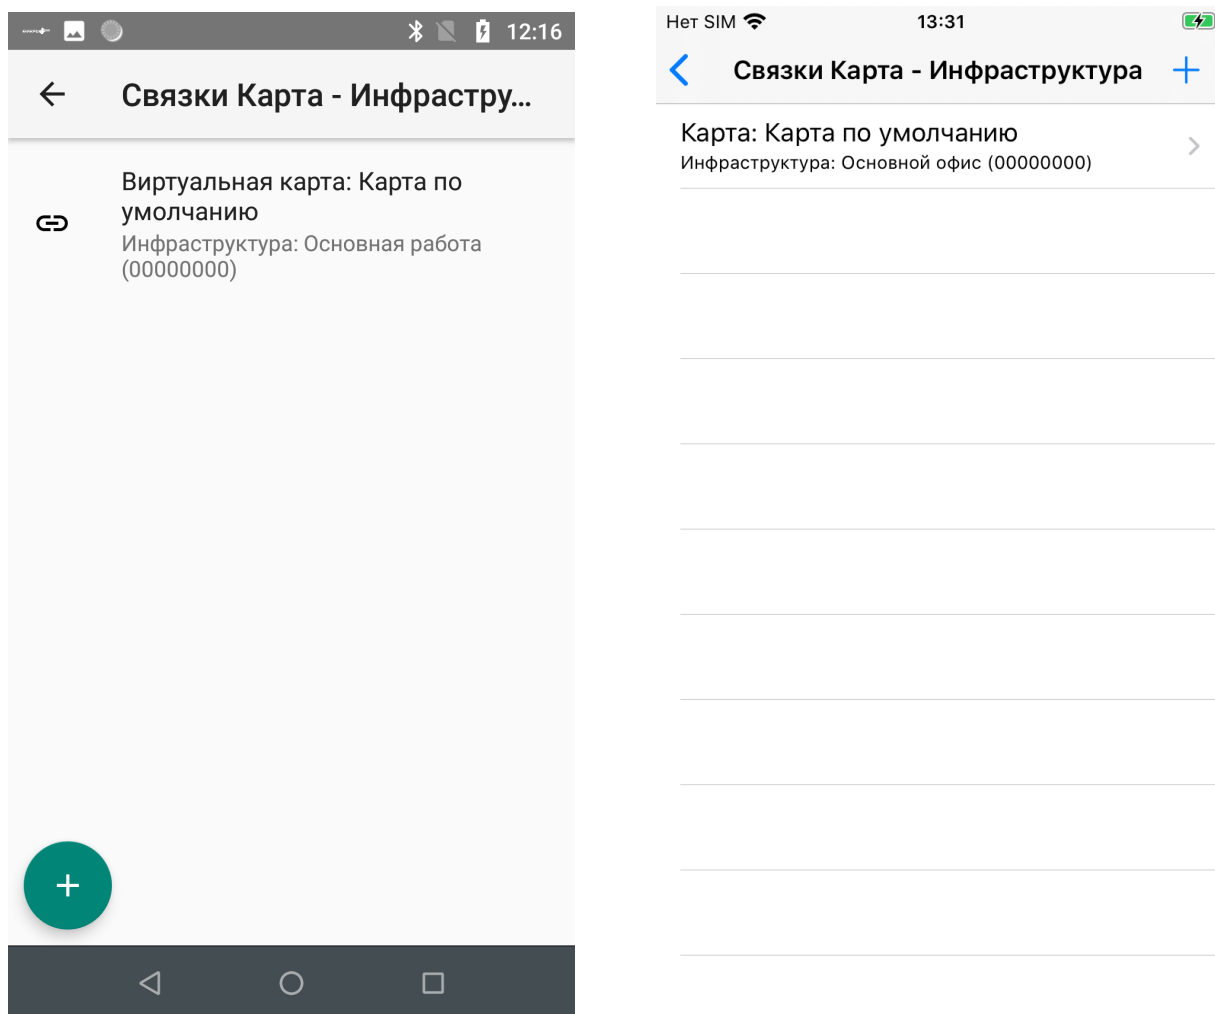 12:16
Связки Карта - Инфрастру...
Виртуальная карта: Карта по
умолчанию
Инфраструктура: Основная работа
(00000000)
Нет SIM
13:31
Связки Карта - Инфраструктура
Карта: Карта по умолчанию
Инфраструктура: Основной офис (00000000)